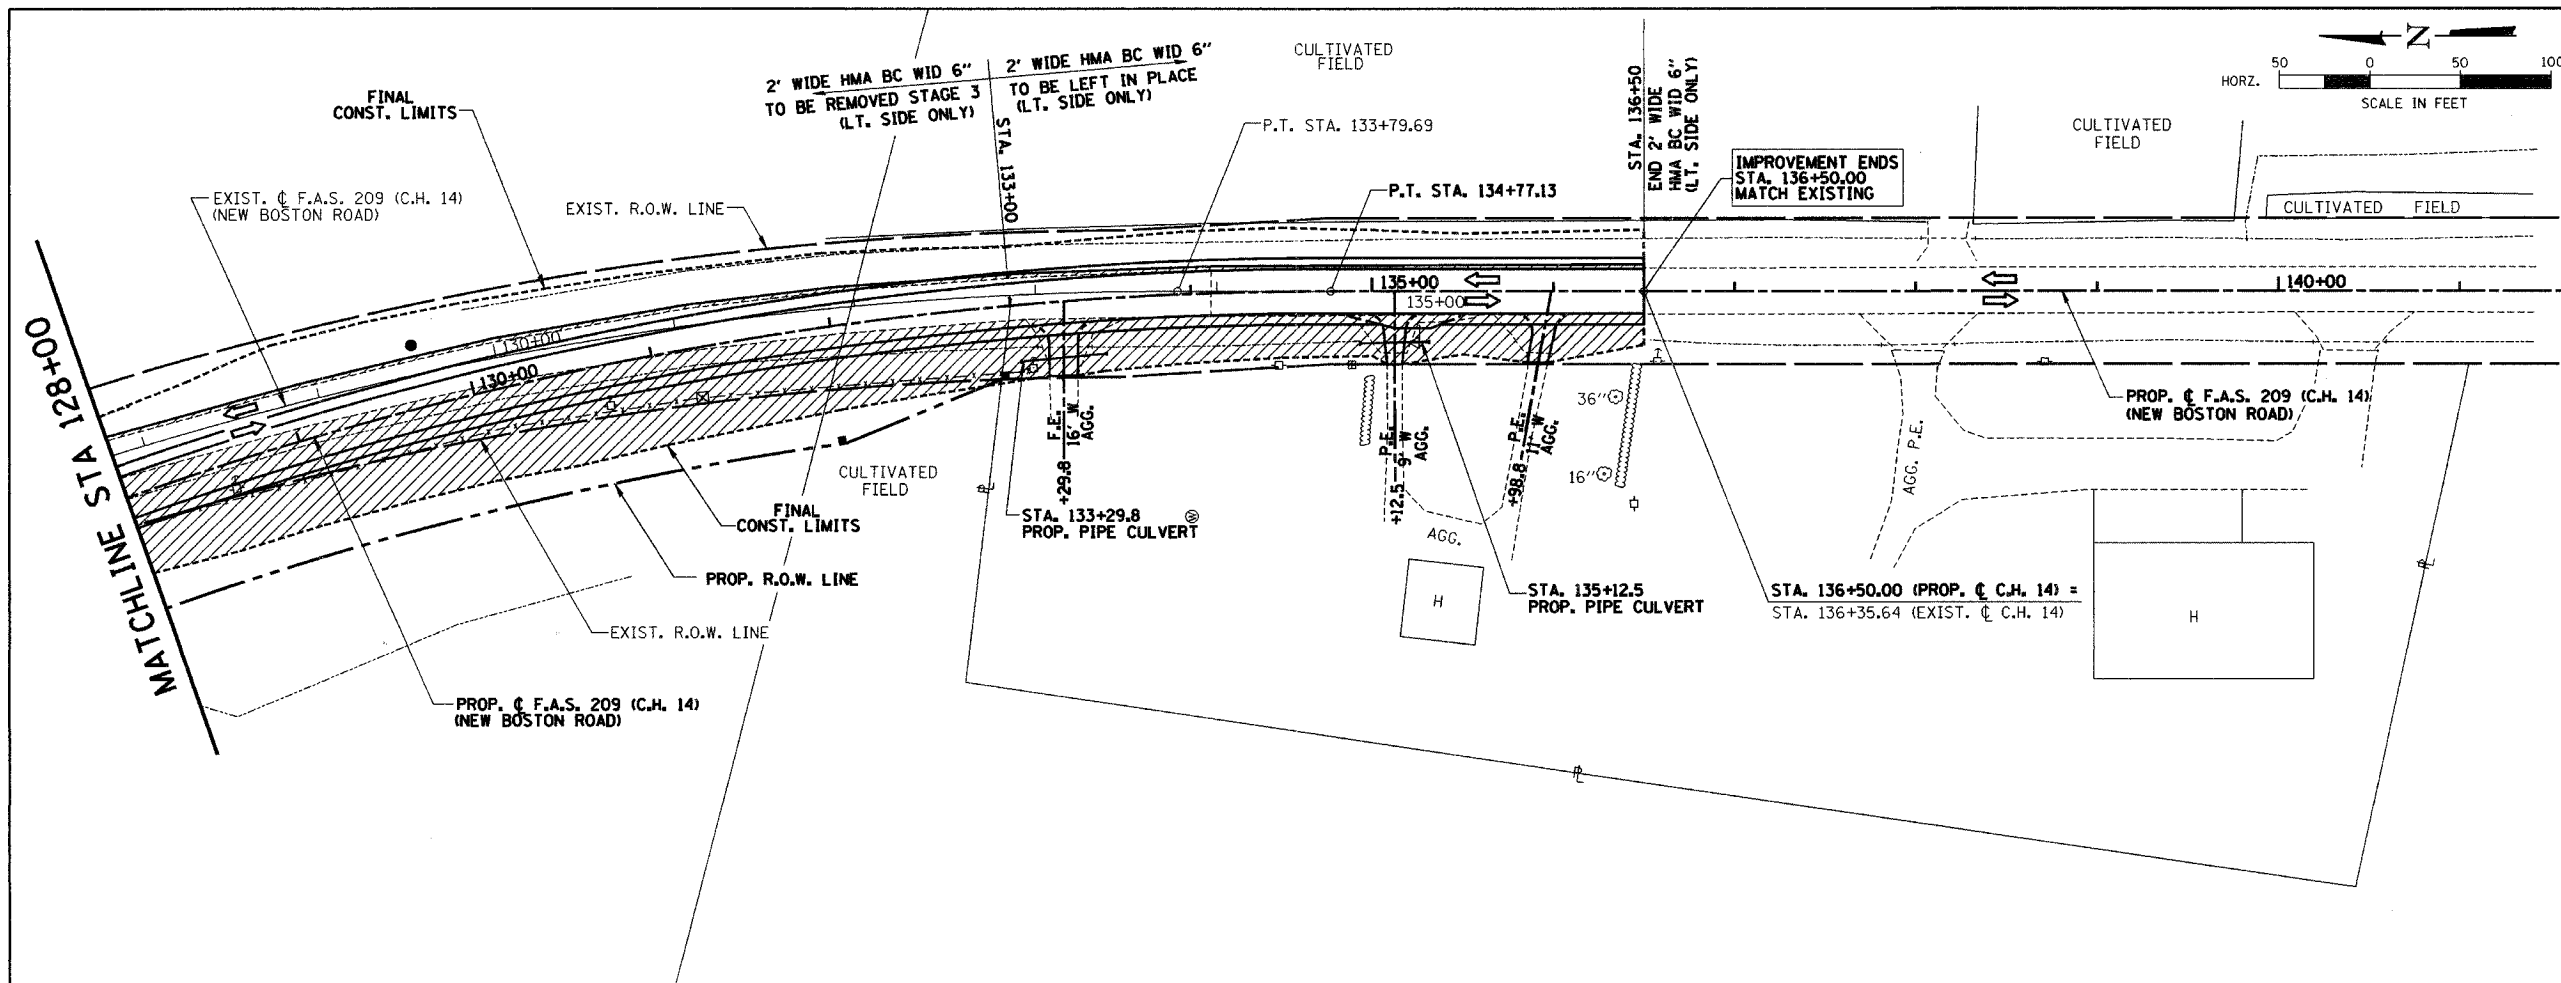 2' WIDE HMA BC WID 6"
TO BE REMOVED STAGE 3
(LT. SIDE ONLY)
2' WIDE HMA BC WID 6"
TO BE LEFT IN PLACE
(LT. SIDE ONLY)
STA. 133+00
CULTIVATED
FIELD
STA. 136+50
END 2' WIDE
HMA BC WID 6"
(LT. SIDE ONLY)
N
HORZ.
50 0 50 100
SCALE IN FEET
FINAL
CONST. LIMITS
P.T. STA. 133+79.69
CULTIVATED
FIELD
IMPROVEMENT ENDS
STA. 136+50.00
MATCH EXISTING
EXIST. ℄ F.A.S. 209 (C.H. 14)
(NEW BOSTON ROAD)
EXIST. R.O.W. LINE
P.T. STA. 134+77.13
CULTIVATED FIELD
MATCHLINE STA 128+00
130+00
130+00
135+00
135+00
140+00
F.E.
16' W
AGG.
+29.8
P.E.
9' W
AGG.
+12.5
P.E.
11' W
AGG.
+98.8
36"
16"
AGG. P.E.
PROP. ℄ F.A.S. 209 (C.H. 14)
(NEW BOSTON ROAD)
CULTIVATED
FIELD
PL
FINAL
CONST. LIMITS
STA. 133+29.8
PROP. PIPE CULVERT
W
AGG.
PROP. R.O.W. LINE
H
STA. 135+12.5
PROP. PIPE CULVERT
STA. 136+50.00 (PROP. ℄ C.H. 14) =
STA. 136+35.64 (EXIST. ℄ C.H. 14)
H
PL
EXIST. R.O.W. LINE
PROP. ℄ F.A.S. 209 (C.H. 14)
(NEW BOSTON ROAD)
PL